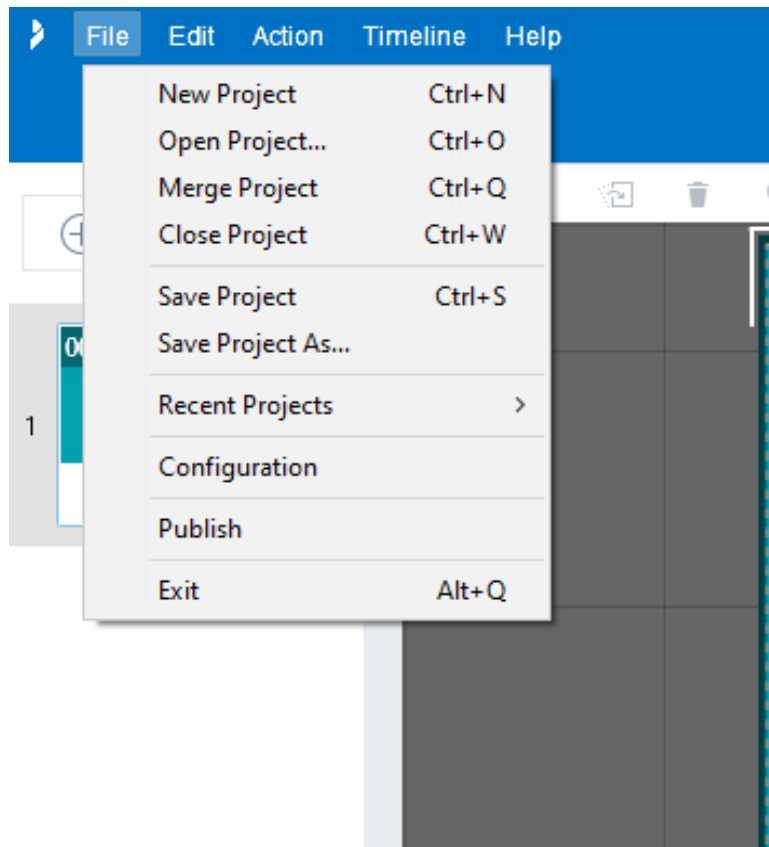 File Edit Action Timeline Help
New Project Ctrl+N
Open Project... Ctrl+O
Merge Project Ctrl+Q
Close Project Ctrl+W
Save Project Ctrl+S
Save Project As...
Recent Projects
1
Configuration
Publish
Exit Alt+Q